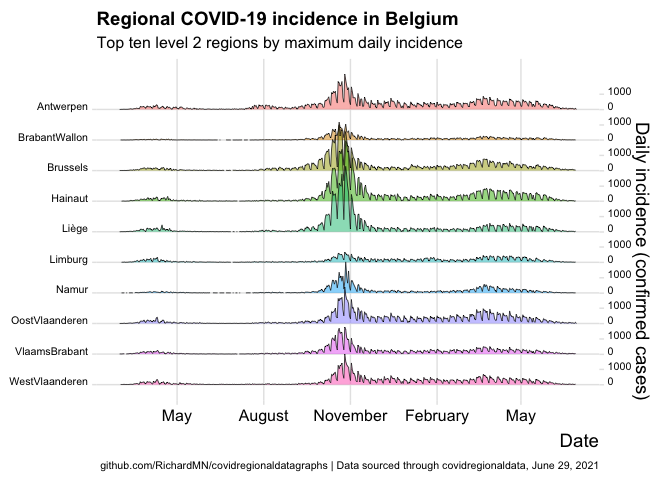 Regional COVID-19 incidence in Belgium
Top ten level 2 regions by maximum daily incidence
Antwerpen
BrabantWallon
Brussels
Hainaut
Liège
Limburg
Namur
OostVlaanderen
VlaamsBrabant
WestVlaanderen
1000
0
1000
0
1000
0
1000
0
1000
0
1000
0
1000
0
1000
0
1000
0
1000
0
Daily incidence (confirmed cases)
May August November February May
Date
github.com/RichardMN/covidregionaldatagraphs | Data sourced through covidregionaldata, June 29, 2021